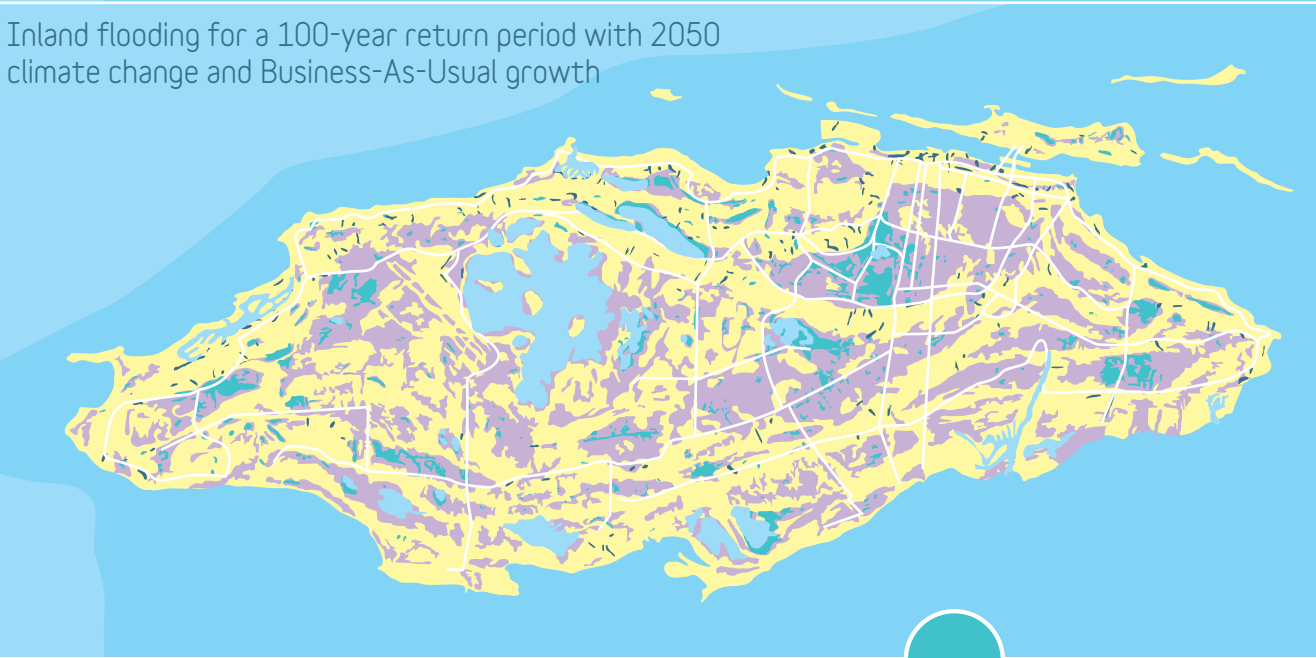 Inland flooding for a 100-year return period with 2050
climate change and Business-As-Usual growth